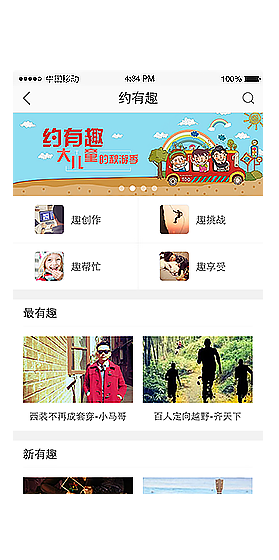 中国移动 4:34 PM 100%
约有趣
约有趣
大儿童的秋游季
趣创作
趣挑战
趣帮忙
趣享受
最有趣
西装不再成套穿-小马哥
百人定向越野-齐天下
新有趣